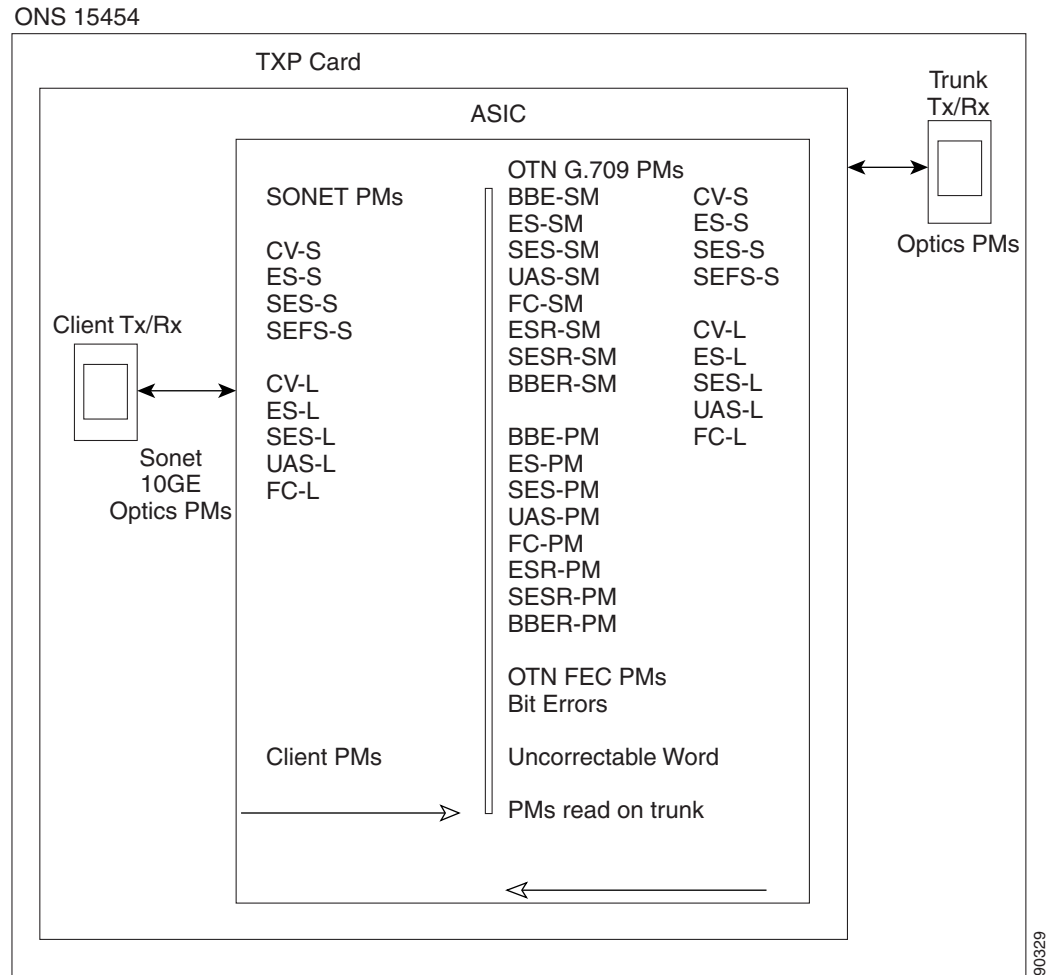 ONS 15454
TXP Card
Trunk
Tx/Rx
Optics PMs
ASIC
Client Tx/Rx
Sonet
10GE
Optics PMs
SONET PMs
CV-S
ES-S
SES-S
SEFS-S
CV-L
ES-L
SES-L
UAS-L
FC-L
Client PMs
OTN G.709 PMs
BBE-SM
ES-SM
SES-SM
UAS-SM
FC-SM
ESR-SM
SESR-SM
BBER-SM
BBE-PM
ES-PM
SES-PM
UAS-PM
FC-PM
ESR-PM
SESR-PM
BBER-PM
OTN FEC PMs
Bit Errors
Uncorrectable Word
PMs read on trunk
CV-S
ES-S
SES-S
SEFS-S
CV-L
ES-L
SES-L
UAS-L
FC-L
90329